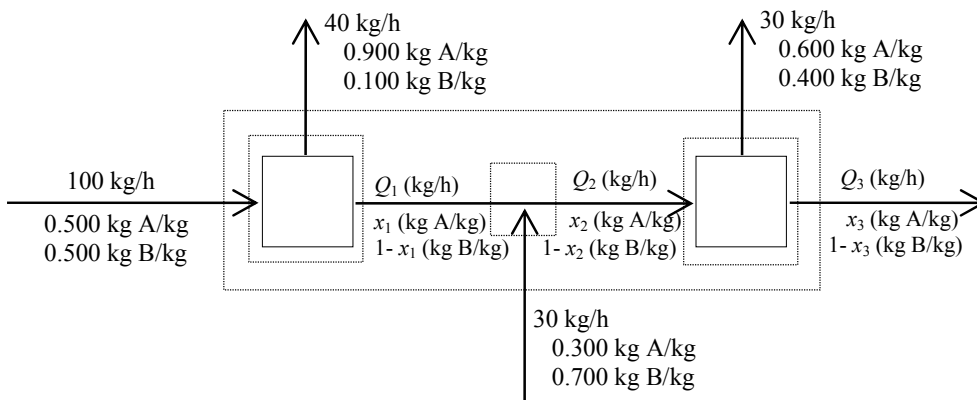 40 kg/h
0.900 kg A/kg
0.100 kg B/kg
30 kg/h
0.600 kg A/kg
0.400 kg B/kg
100 kg/h
0.500 kg A/kg
0.500 kg B/kg
Q₁ (kg/h)
x₁ (kg A/kg)
1- x₁ (kg B/kg)
Q₂ (kg/h)
x₂ (kg A/kg)
1- x₂ (kg B/kg)
Q₃ (kg/h)
x₃ (kg A/kg)
1- x₃ (kg B/kg)
30 kg/h
0.300 kg A/kg
0.700 kg B/kg